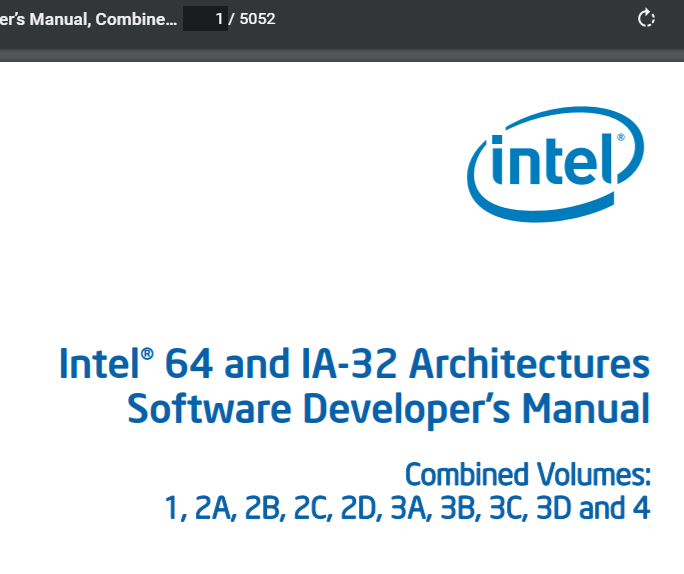 er's Manual, Combine... 1 / 5052
intel®
Intel® 64 and IA-32 Architectures
Software Developer's Manual
Combined Volumes:
1, 2A, 2B, 2C, 2D, 3A, 3B, 3C, 3D and 4